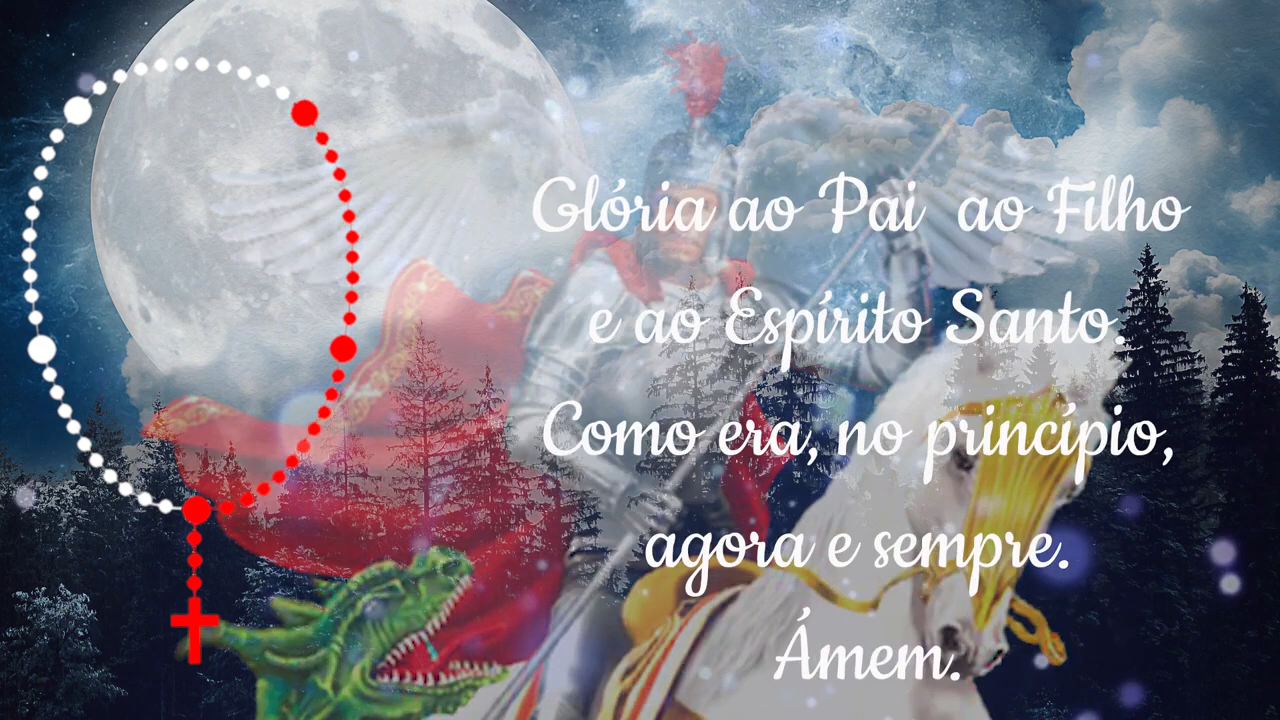 Glória ao Pai ao Filho
e ao Espírito Santo.
Como era, no princípio,
agora e sempre.
Ámem.